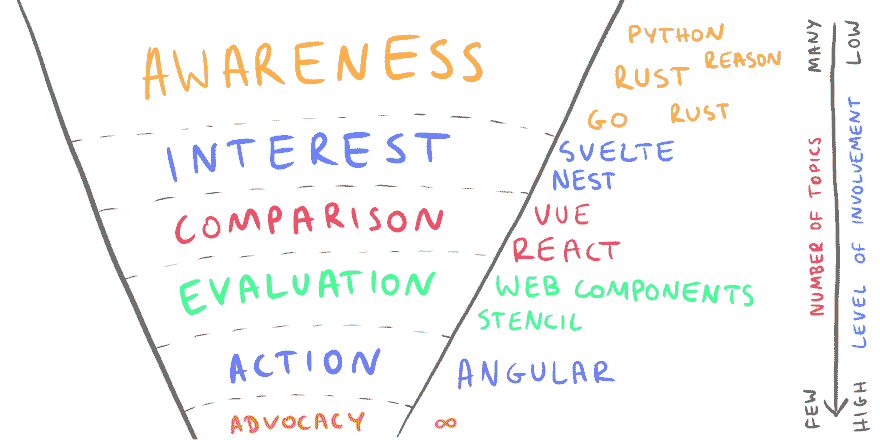 AWARENESS
PYTHON
REASON
RUST
GO RUST
INTEREST
SVELTE
NEST
COMPARISON
VUE
REACT
EVALUATION
WEB COMPONENTS
STENCIL
ACTION
ANGULAR
ADVOCACY
∞
MANY
LOW
NUMBER OF TOPICS
LEVEL OF INVOLVEMENT
FEW
HIGH